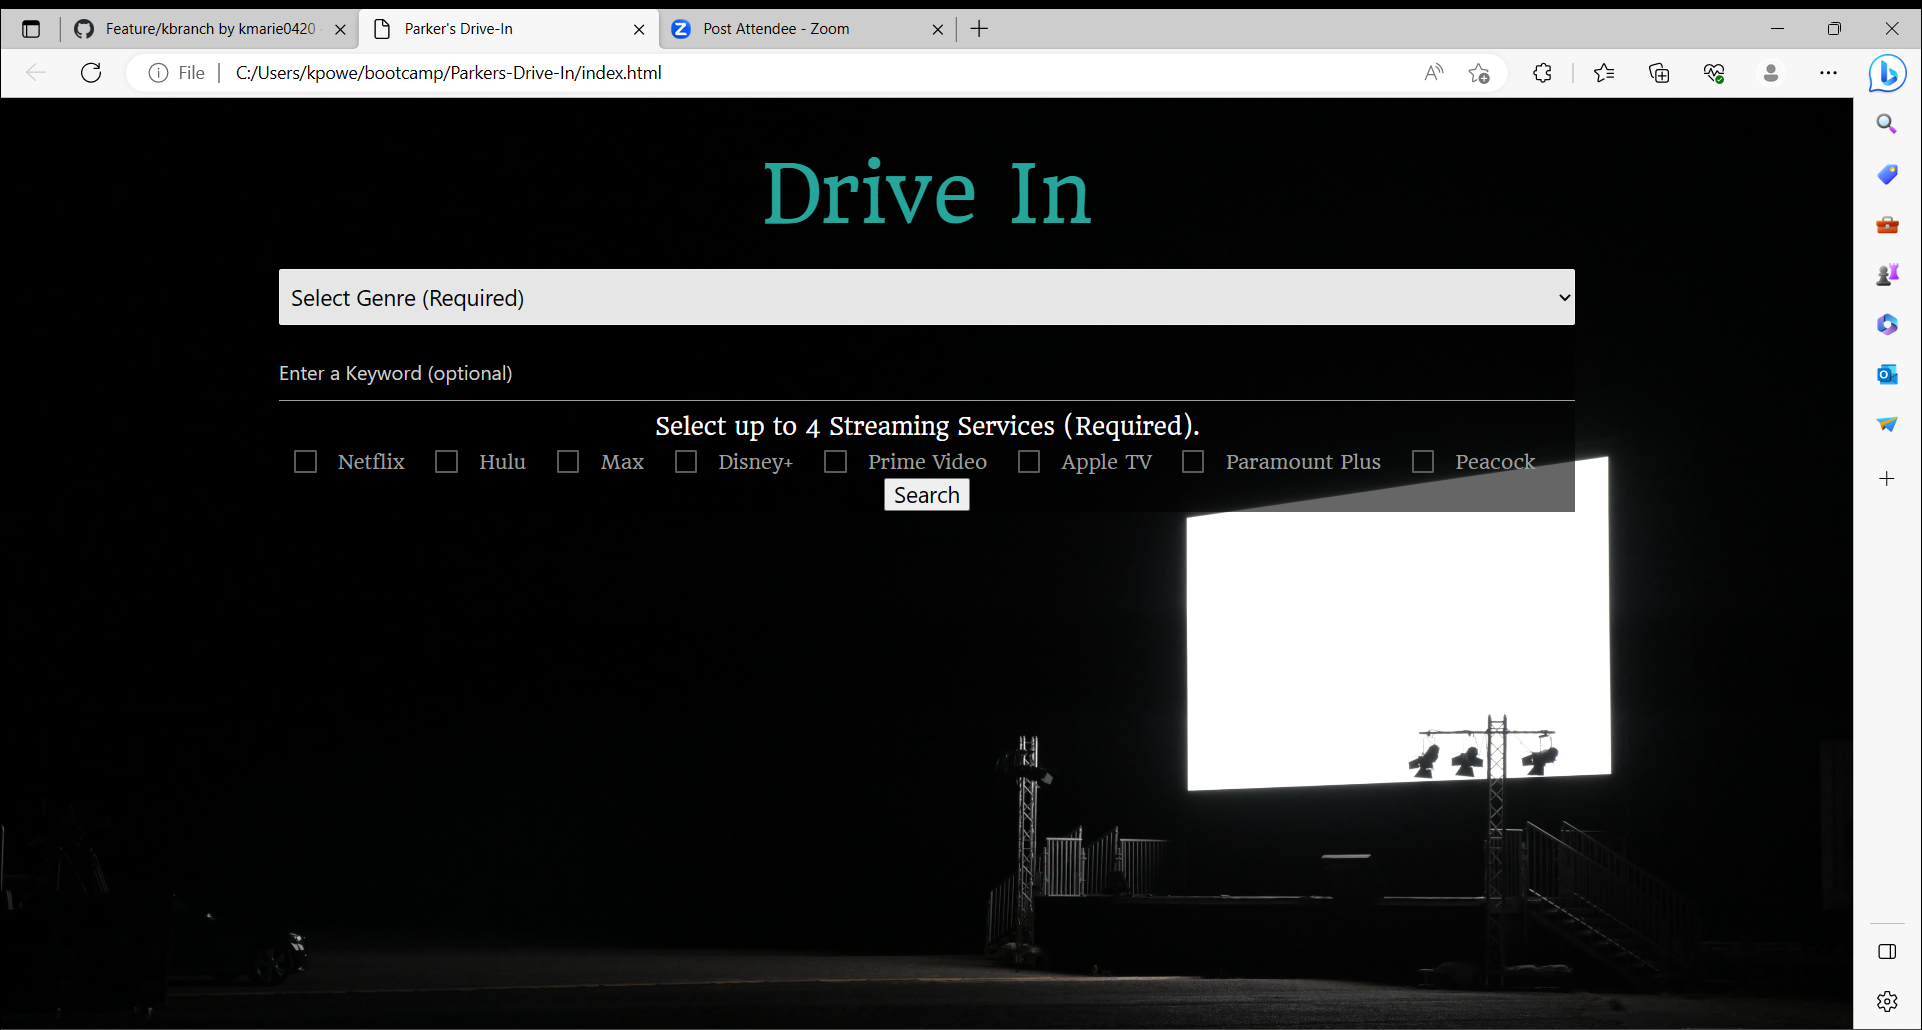 Feature/kbranch by kmarie0420
Parker's Drive-In
Post Attendee - Zoom
File
C:/Users/kpowe/bootcamp/Parkers-Drive-In/index.html
Drive In
Select Genre (Required)
Enter a Keyword (optional)
Select up to 4 Streaming Services (Required).
Netflix Hulu Max Disney+ Prime Video Apple TV Paramount Plus Peacock
Search